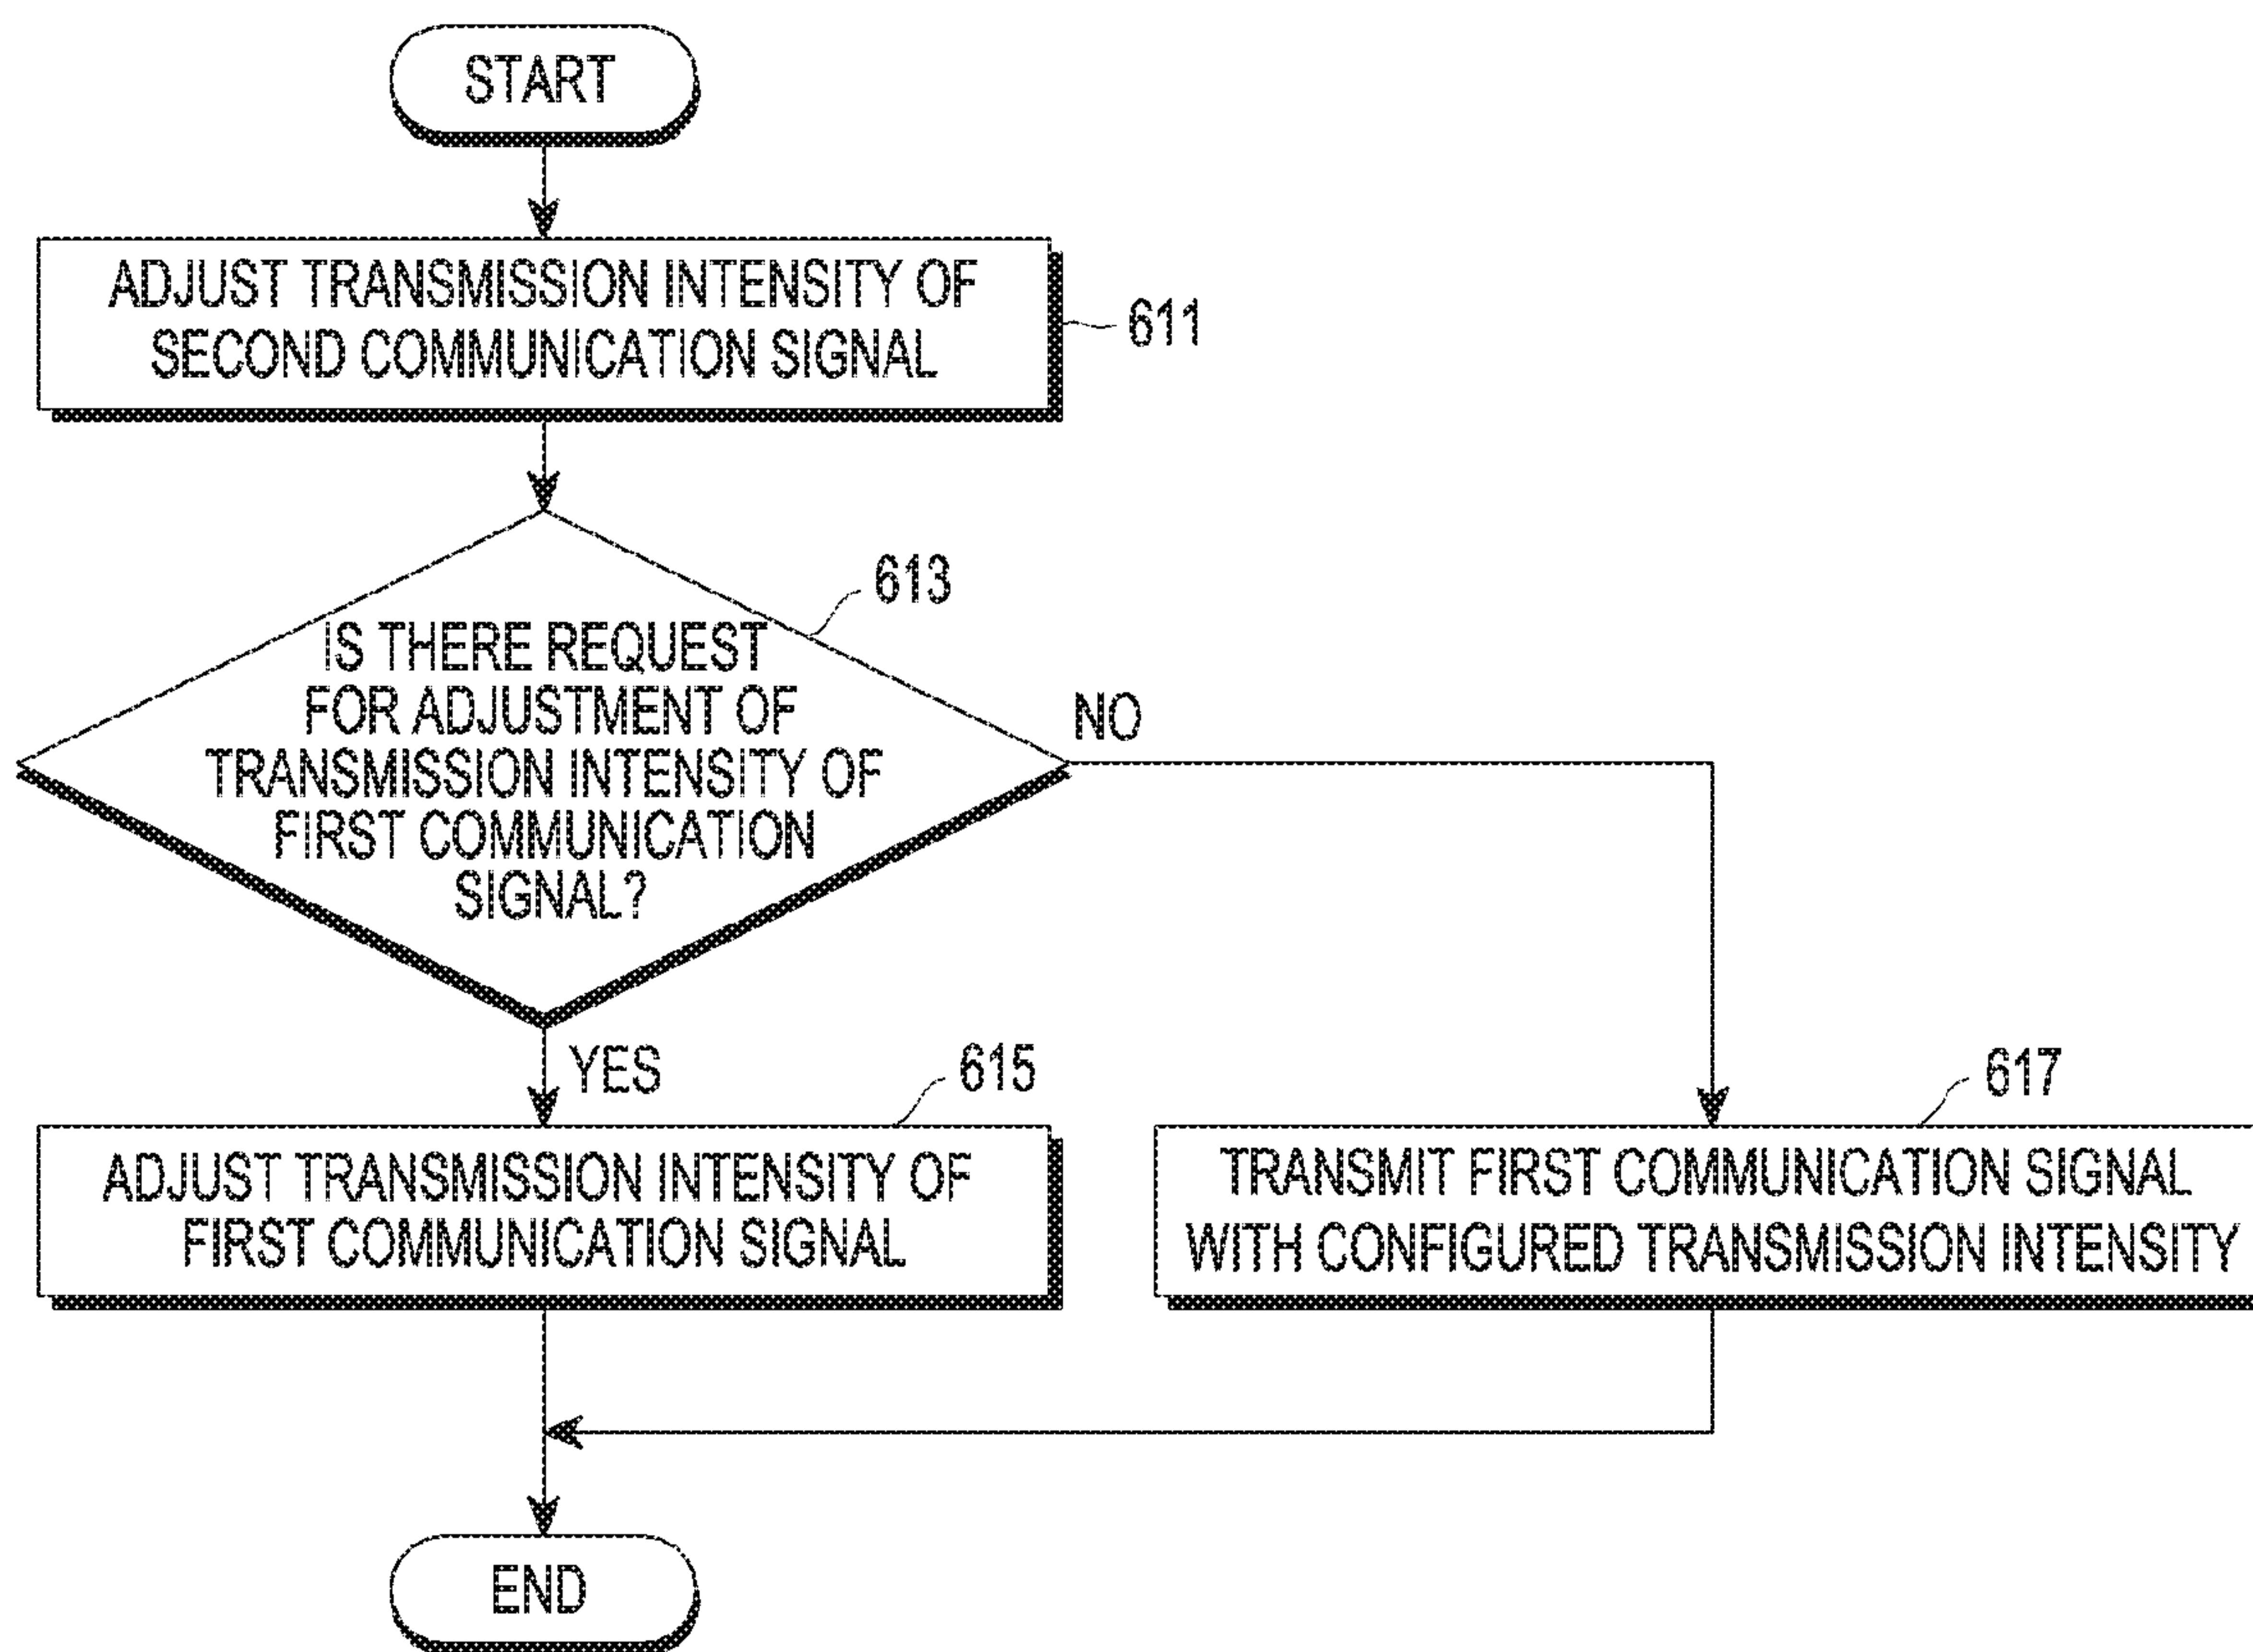 START
ADJUST TRANSMISSION INTENSITY OF
SECOND COMMUNICATION SIGNAL
611
613
IS THERE REQUEST
FOR ADJUSTMENT OF
TRANSMISSION INTENSITY OF
FIRST COMMUNICATION
SIGNAL?
NO
YES
615
ADJUST TRANSMISSION INTENSITY OF
FIRST COMMUNICATION SIGNAL
617
TRANSMIT FIRST COMMUNICATION SIGNAL
WITH CONFIGURED TRANSMISSION INTENSITY
END